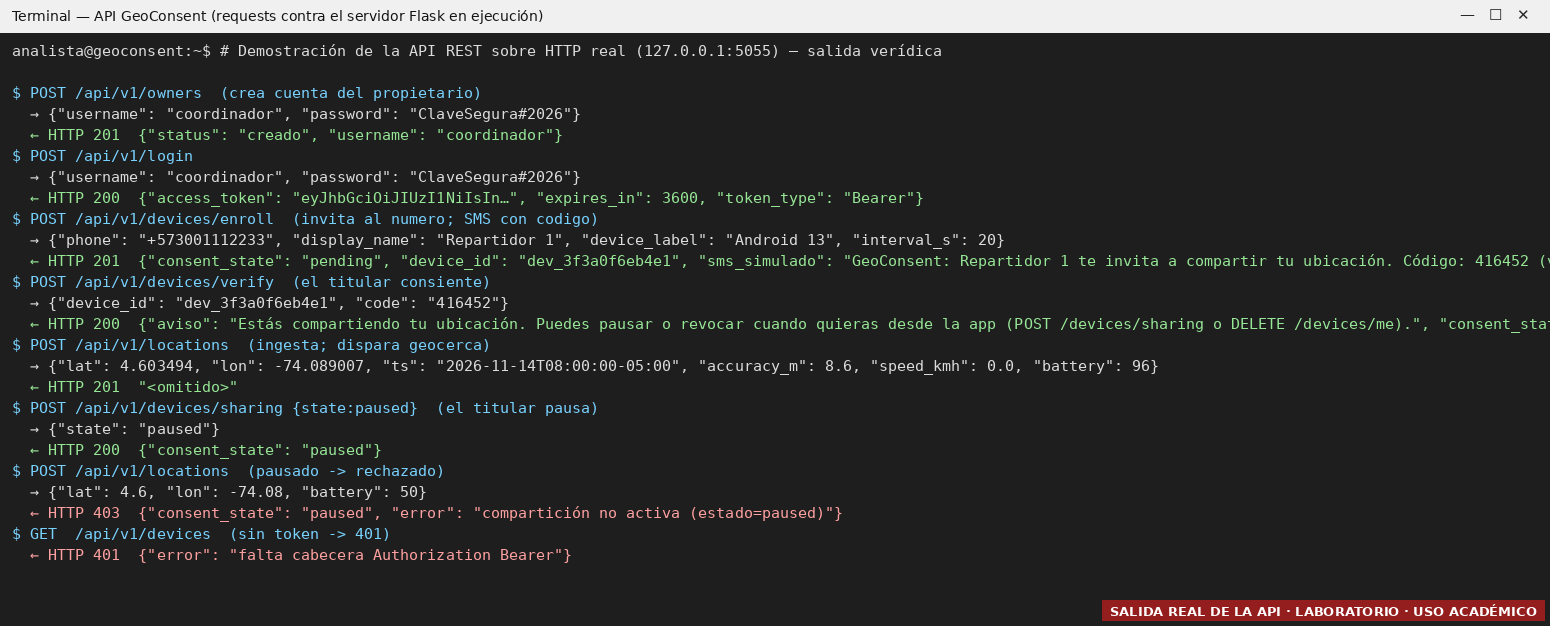 Terminal — API GeoConsent (requests contra el servidor Flask en ejecución)
analista@geoconsent:~$ # Demostración de la API REST sobre HTTP real (127.0.0.1:5055) — salida verídica
$ POST /api/v1/owners  (crea cuenta del propietario)
→ {"username": "coordinador", "password": "ClaveSegura#2026"}
← HTTP 201  {"status": "creado", "username": "coordinador"}
$ POST /api/v1/login
→ {"username": "coordinador", "password": "ClaveSegura#2026"}
← HTTP 200  {"access_token": "eyJhbGciOiJIUzI1NiIsIn…", "expires_in": 3600, "token_type": "Bearer"}
$ POST /api/v1/devices/enroll  (invita al numero; SMS con codigo)
→ {"phone": "+573001112233", "display_name": "Repartidor 1", "device_label": "Android 13", "interval_s": 20}
← HTTP 201  {"consent_state": "pending", "device_id": "dev_3f3a0f6eb4e1", "sms_simulado": "GeoConsent: Repartidor 1 te invita a compartir tu ubicación. Código: 416452 (
$ POST /api/v1/devices/verify  (el titular consiente)
→ {"device_id": "dev_3f3a0f6eb4e1", "code": "416452"}
← HTTP 200  {"aviso": "Estás compartiendo tu ubicación. Puedes pausar o revocar cuando quieras desde la app (POST /devices/sharing o DELETE /devices/me).", "consent_sta
$ POST /api/v1/locations  (ingesta; dispara geocerca)
→ {"lat": 4.603494, "lon": -74.089007, "ts": "2026-11-14T08:00:00-05:00", "accuracy_m": 8.6, "speed_kmh": 0.0, "battery": 96}
← HTTP 201  "<omitido>"
$ POST /api/v1/devices/sharing {state:paused}  (el titular pausa)
→ {"state": "paused"}
← HTTP 200  {"consent_state": "paused"}
$ POST /api/v1/locations  (pausado -> rechazado)
→ {"lat": 4.6, "lon": -74.08, "battery": 50}
← HTTP 403  {"consent_state": "paused", "error": "compartición no activa (estado=paused)"}
$ GET  /api/v1/devices  (sin token -> 401)
← HTTP 401  {"error": "falta cabecera Authorization Bearer"}
SALIDA REAL DE LA API · LABORATORIO · USO ACADÉMICO